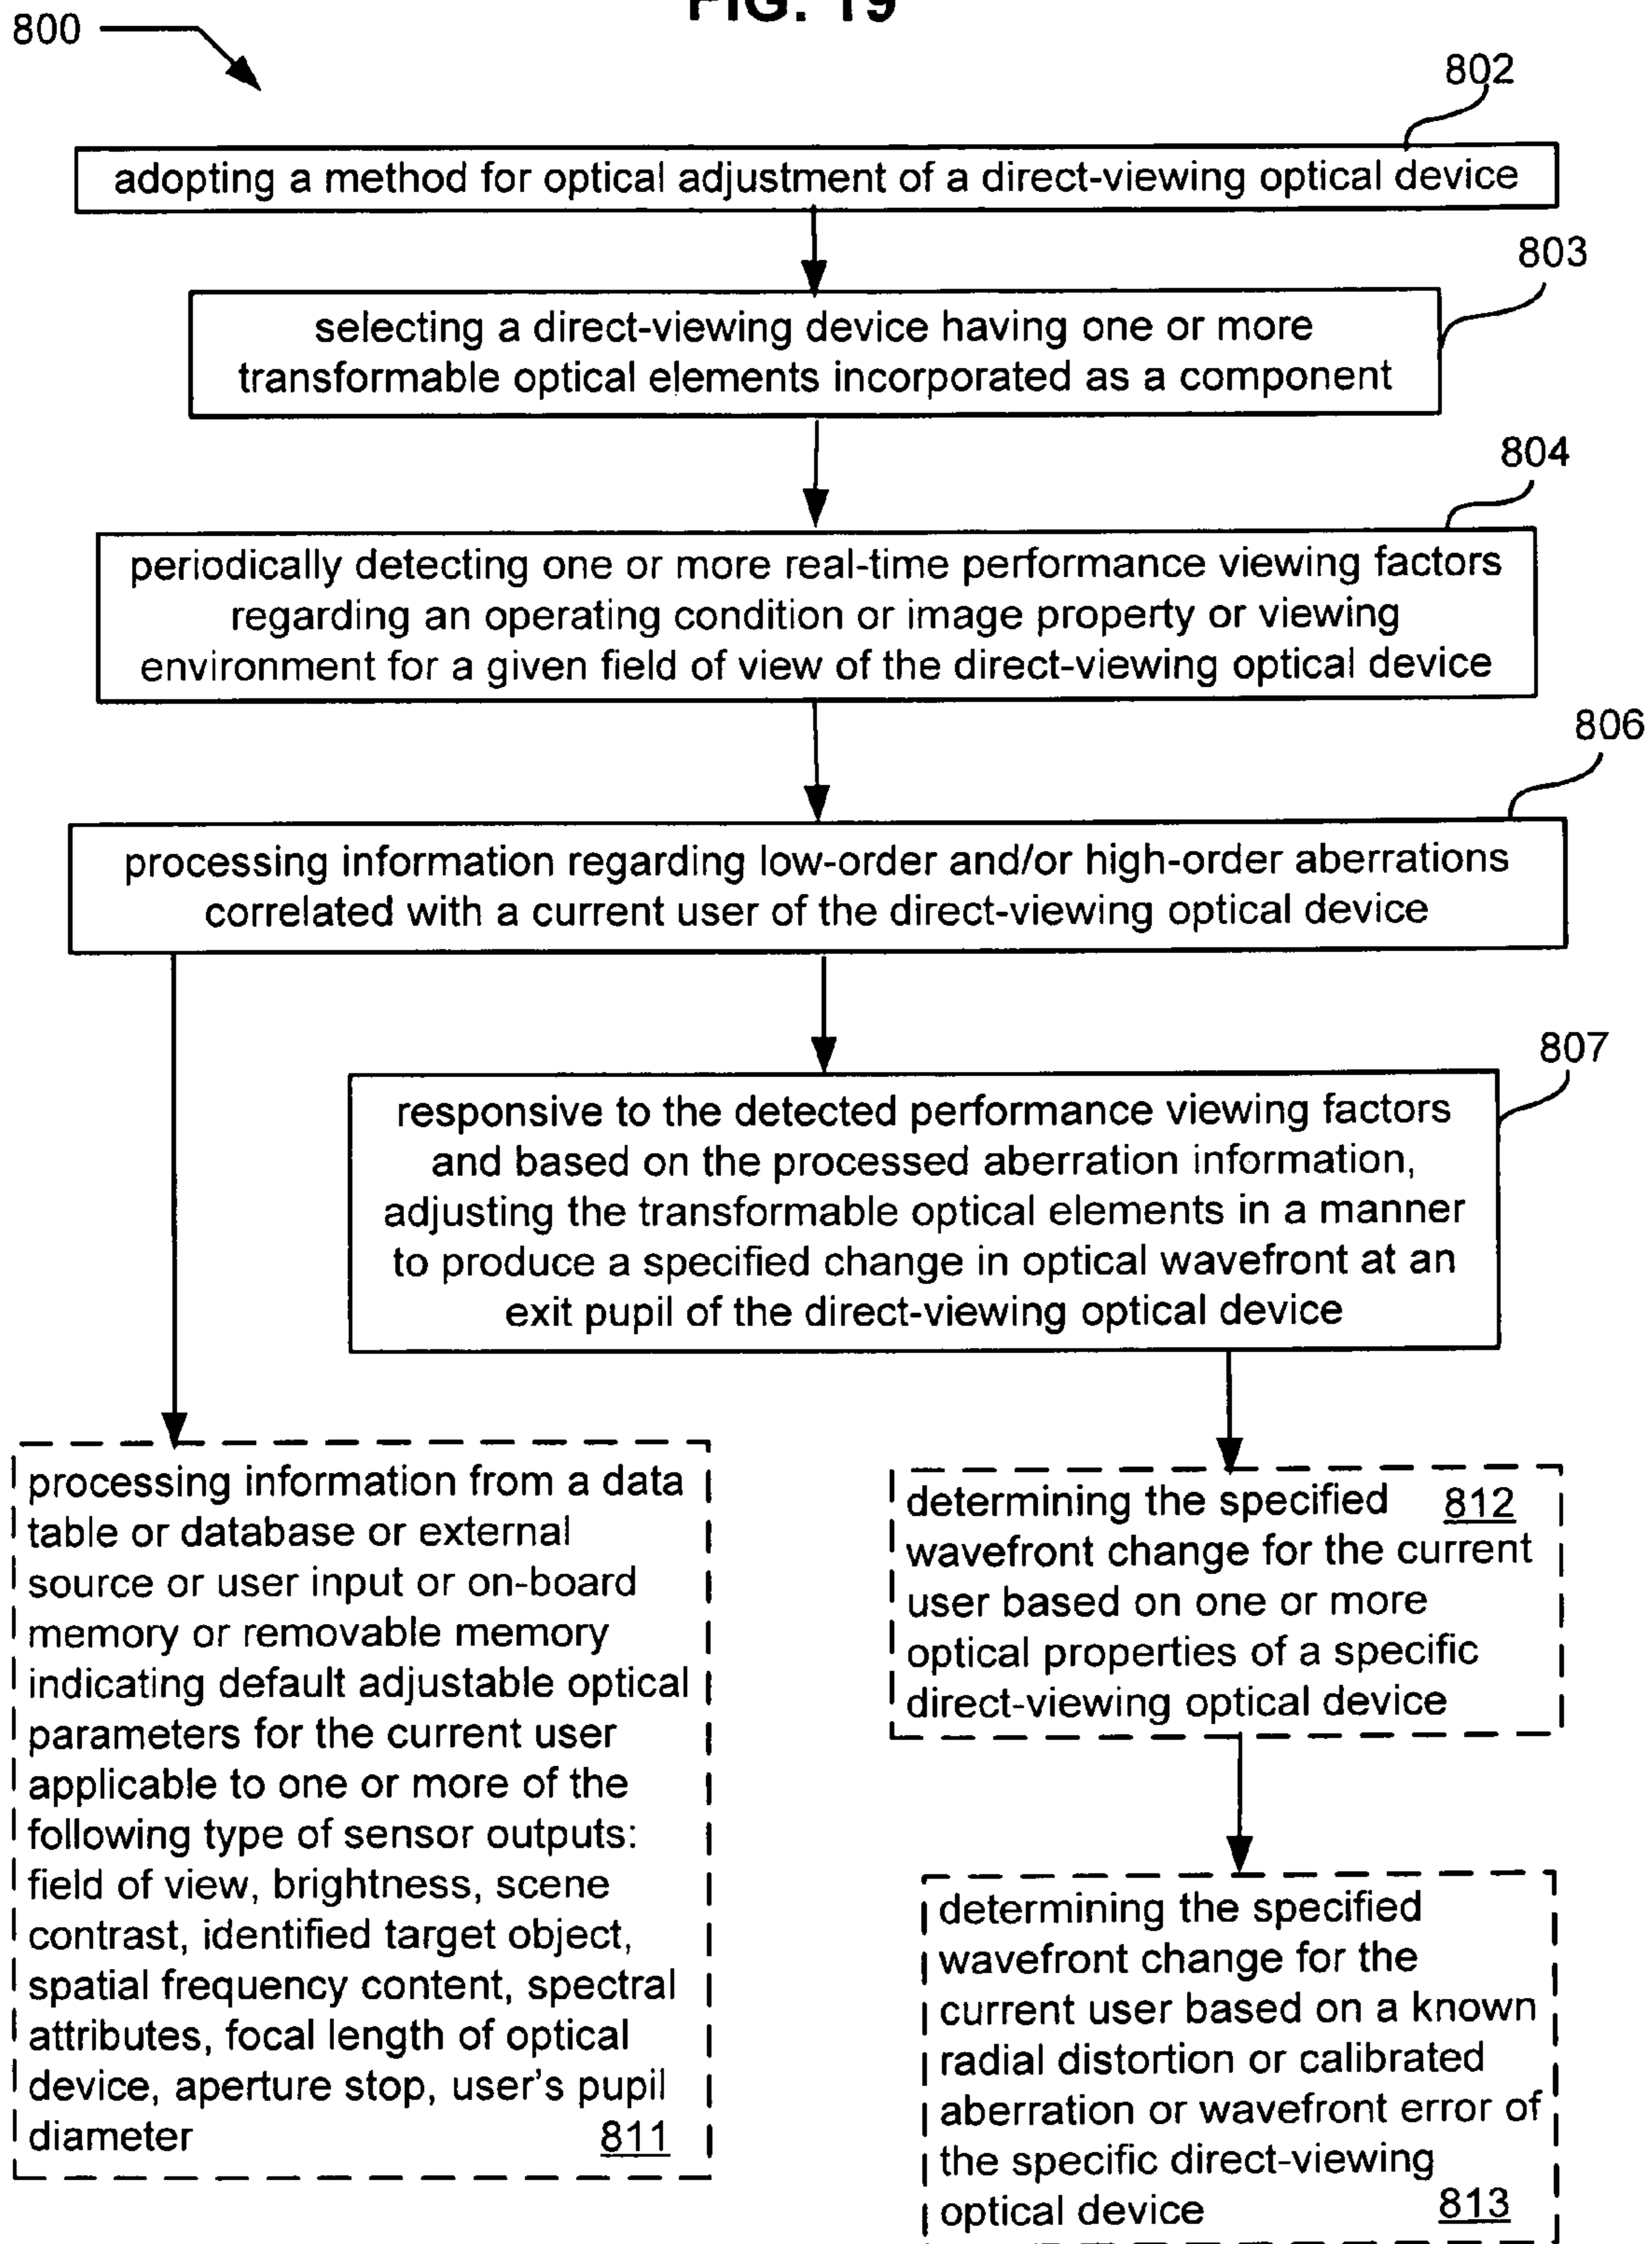 FIG. 19
800
802
adopting a method for optical adjustment of a direct-viewing optical device
803
selecting a direct-viewing device having one or more
transformable optical elements incorporated as a component
804
periodically detecting one or more real-time performance viewing factors
regarding an operating condition or image property or viewing
environment for a given field of view of the direct-viewing optical device
806
processing information regarding low-order and/or high-order aberrations
correlated with a current user of the direct-viewing optical device
807
responsive to the detected performance viewing factors
and based on the processed aberration information,
adjusting the transformable optical elements in a manner
to produce a specified change in optical wavefront at an
exit pupil of the direct-viewing optical device
processing information from a data
table or database or external
source or user input or on-board
memory or removable memory
indicating default adjustable optical
parameters for the current user
applicable to one or more of the
following type of sensor outputs:
field of view, brightness, scene
contrast, identified target object,
spatial frequency content, spectral
attributes, focal length of optical
device, aperture stop, user's pupil
diameter 811
determining the specified 812
wavefront change for the current
user based on one or more
optical properties of a specific
direct-viewing optical device
determining the specified
wavefront change for the
current user based on a known
radial distortion or calibrated
aberration or wavefront error of
the specific direct-viewing
optical device 813